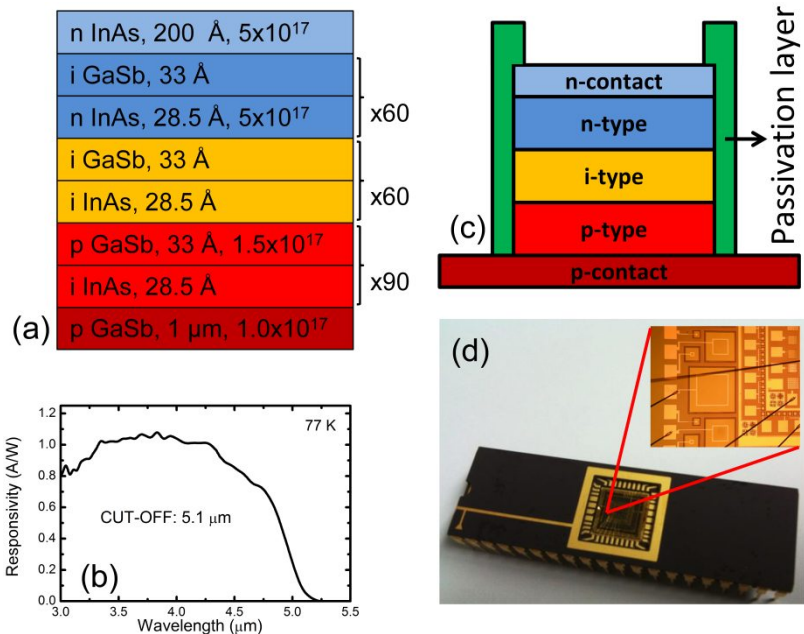 n InAs, 200 Å, 5x10¹⁷
i GaSb, 33 Å
n InAs, 28.5 Å, 5x10¹⁷
x60
i GaSb, 33 Å
i InAs, 28.5 Å
x60
p GaSb, 33 Å, 1.5x10¹⁷
i InAs, 28.5 Å
x90
p GaSb, 1 μm, 1.0x10¹⁷
(a)
n-contact
n-type
i-type
p-type
p-contact
Passivation layer
(c)
1.2
1.0
0.8
0.6
0.4
0.2
0.0
Responsivity (A/W)
77 K
CUT-OFF: 5.1 μm
(b)
3.0 3.5 4.0 4.5 5.0 5.5
Wavelength (μm)
(d)